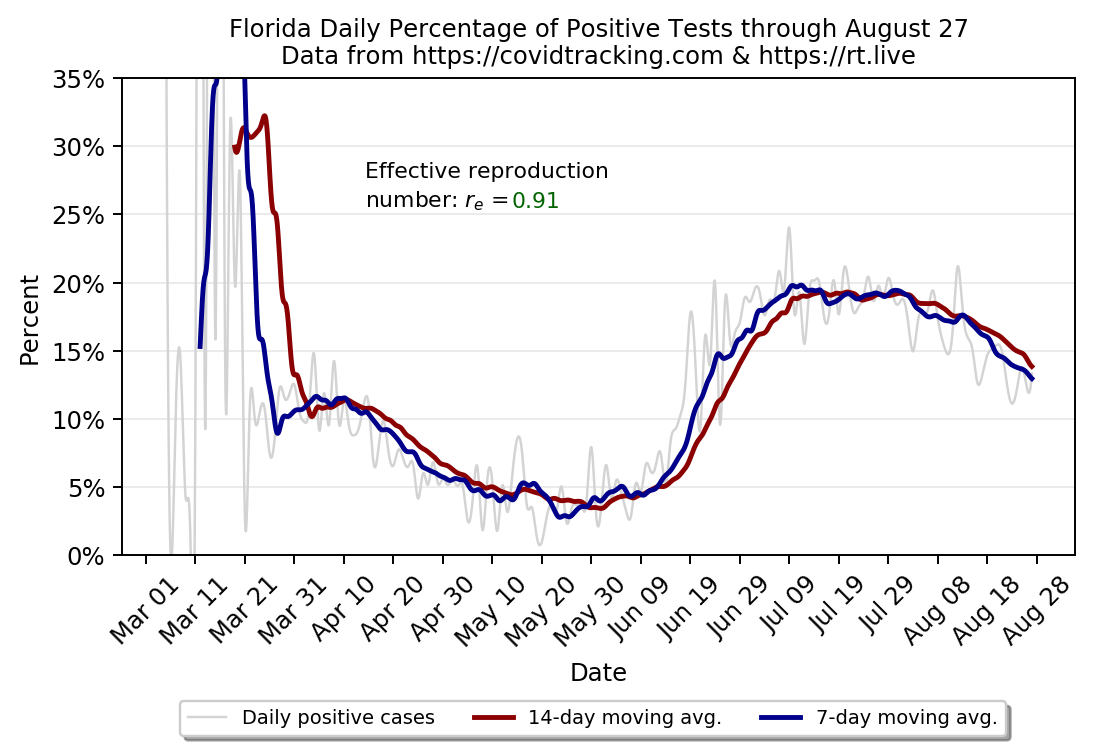 Florida Daily Percentage of Positive Tests through August 27
Data from https://covidtracking.com & https://rt.live
35%
30%
25%
20%
15%
10%
5%
0%
Percent
Effective reproduction
number: rₑ = 0.91
Mar 01
Mar 11
Mar 21
Mar 31
Apr 10
Apr 20
Apr 30
May 10
May 20
May 30
Jun 09
Jun 19
Jun 29
Jul 09
Jul 19
Jul 29
Aug 08
Aug 18
Aug 28
Date
Daily positive cases
14-day moving avg.
7-day moving avg.